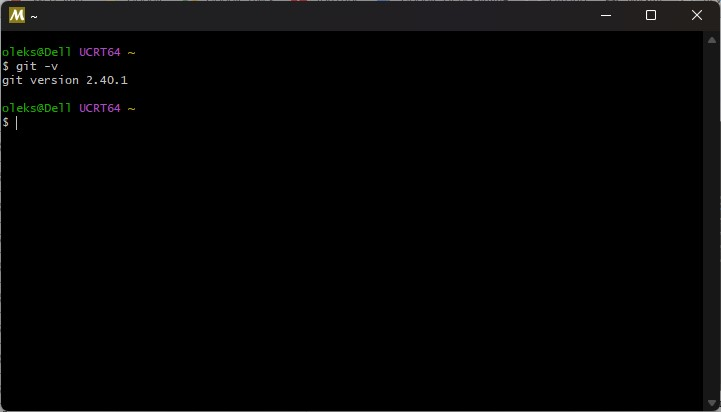 ~
oleks@Dell UCRT64 ~
$ git -v
git version 2.40.1
oleks@Dell UCRT64 ~
$